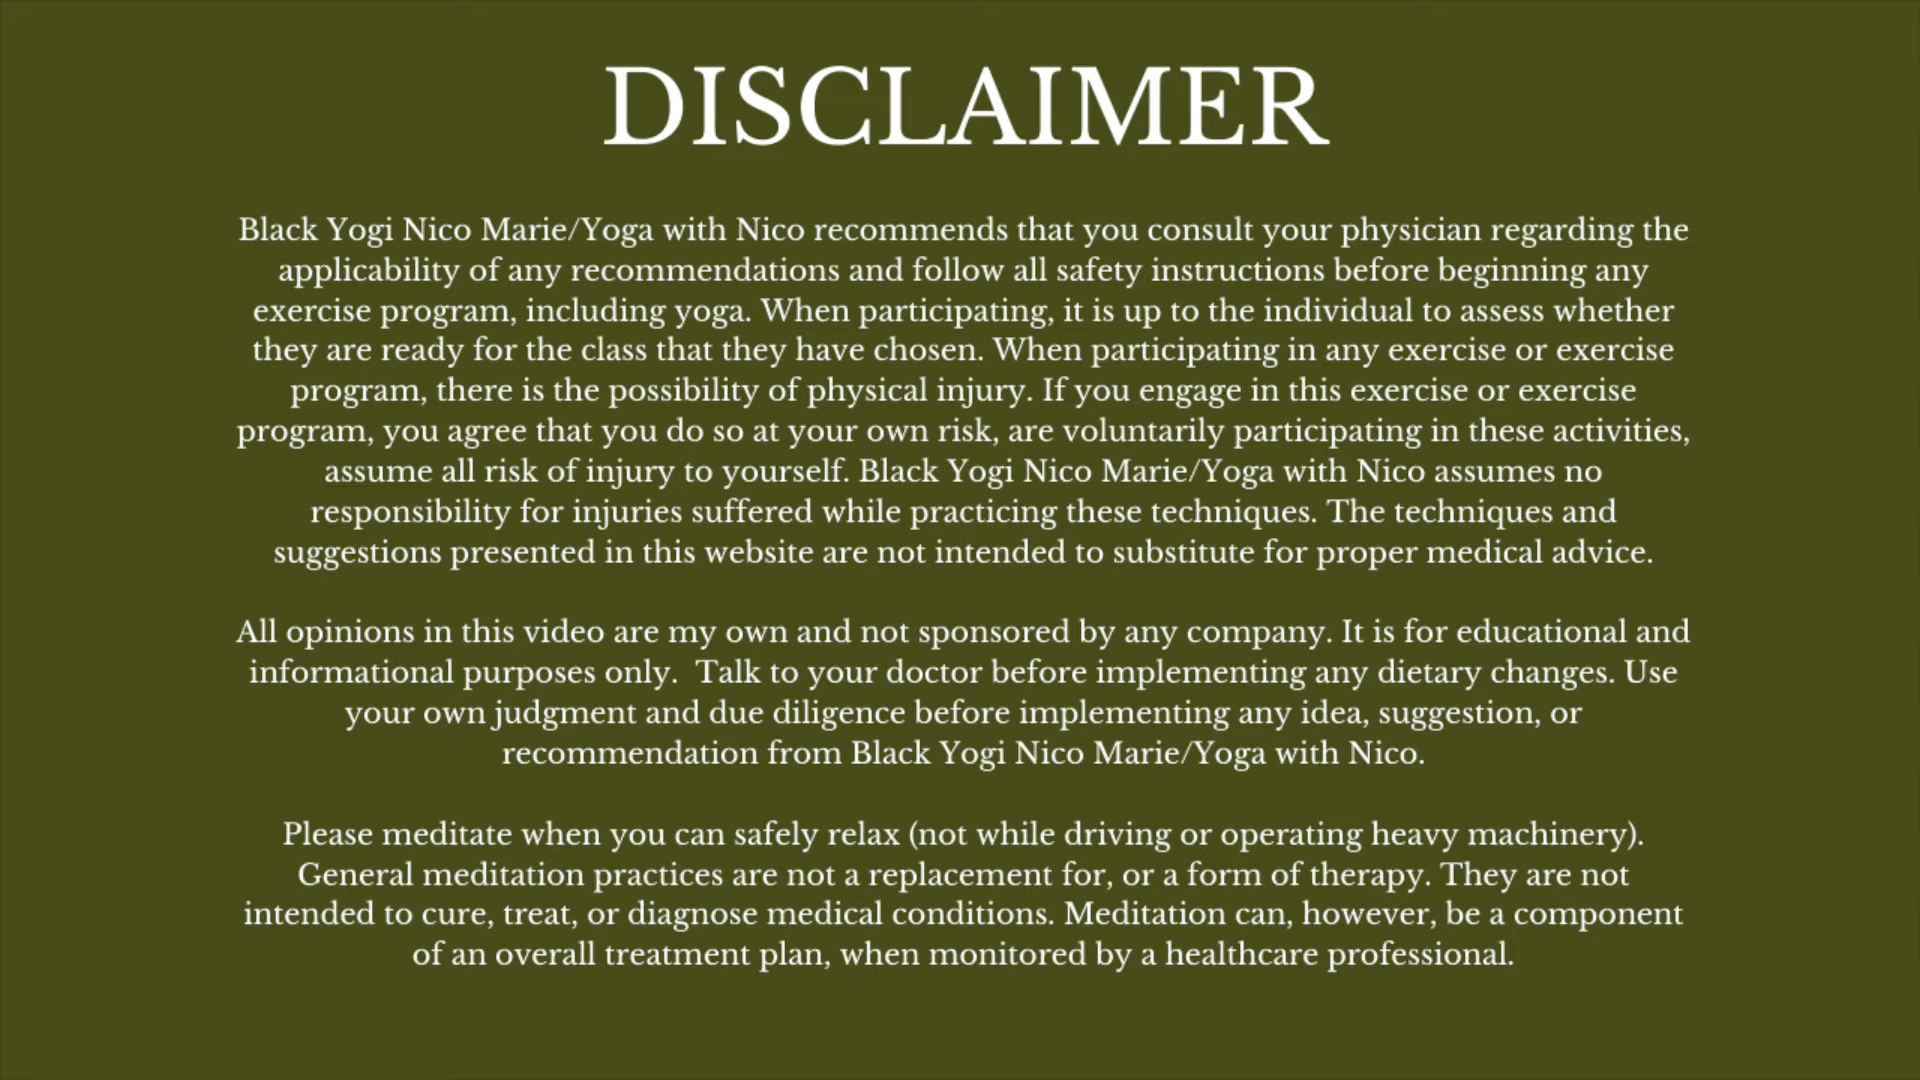 DISCLAIMER
Black Yogi Nico Marie/Yoga with Nico recommends that you consult your physician regarding the
applicability of any recommendations and follow all safety instructions before beginning any
exercise program, including yoga. When participating, it is up to the individual to assess whether
they are ready for the class that they have chosen. When participating in any exercise or exercise
program, there is the possibility of physical injury. If you engage in this exercise or exercise
program, you agree that you do so at your own risk, are voluntarily participating in these activities,
assume all risk of injury to yourself. Black Yogi Nico Marie/Yoga with Nico assumes no
responsibility for injuries suffered while practicing these techniques. The techniques and
suggestions presented in this website are not intended to substitute for proper medical advice.
All opinions in this video are my own and not sponsored by any company. It is for educational and
informational purposes only.  Talk to your doctor before implementing any dietary changes. Use
your own judgment and due diligence before implementing any idea, suggestion, or
recommendation from Black Yogi Nico Marie/Yoga with Nico.
Please meditate when you can safely relax (not while driving or operating heavy machinery).
General meditation practices are not a replacement for, or a form of therapy. They are not
intended to cure, treat, or diagnose medical conditions. Meditation can, however, be a component
of an overall treatment plan, when monitored by a healthcare professional.